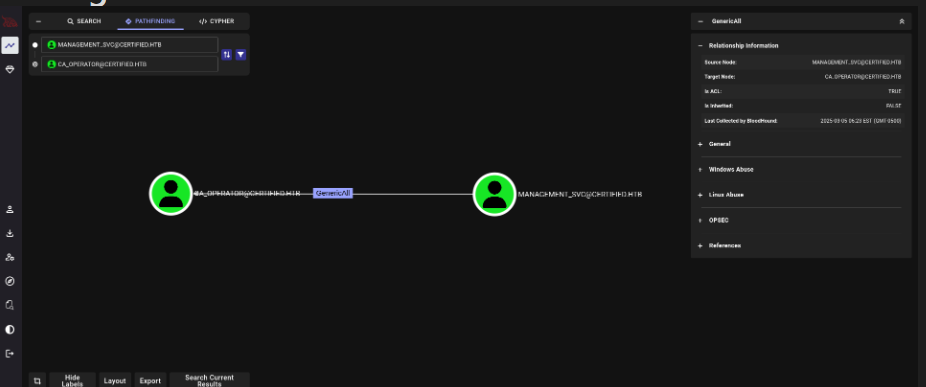 SEARCH PATHFINDING </> CYPHER
MANAGEMENT_SVC@CERTIFIED.HTB
CA_OPERATOR@CERTIFIED.HTB
CA_OPERATOR@CERTIFIED.HTB
GenericAll
MANAGEMENT_SVC@CERTIFIED.HTB
GenericAll
Relationship Information
Source Node: MANAGEMENT_SVC@CERTIFIED.HTB
Target Node: CA_OPERATOR@CERTIFIED.HTB
Is ACL: TRUE
Is Inherited: FALSE
Last Collected by BloodHound: 2025-03-05 06:23 EST (GMT-0500)
General
Windows Abuse
Linux Abuse
OPSEC
References
Hide Labels
Layout
Export
Search Current Results